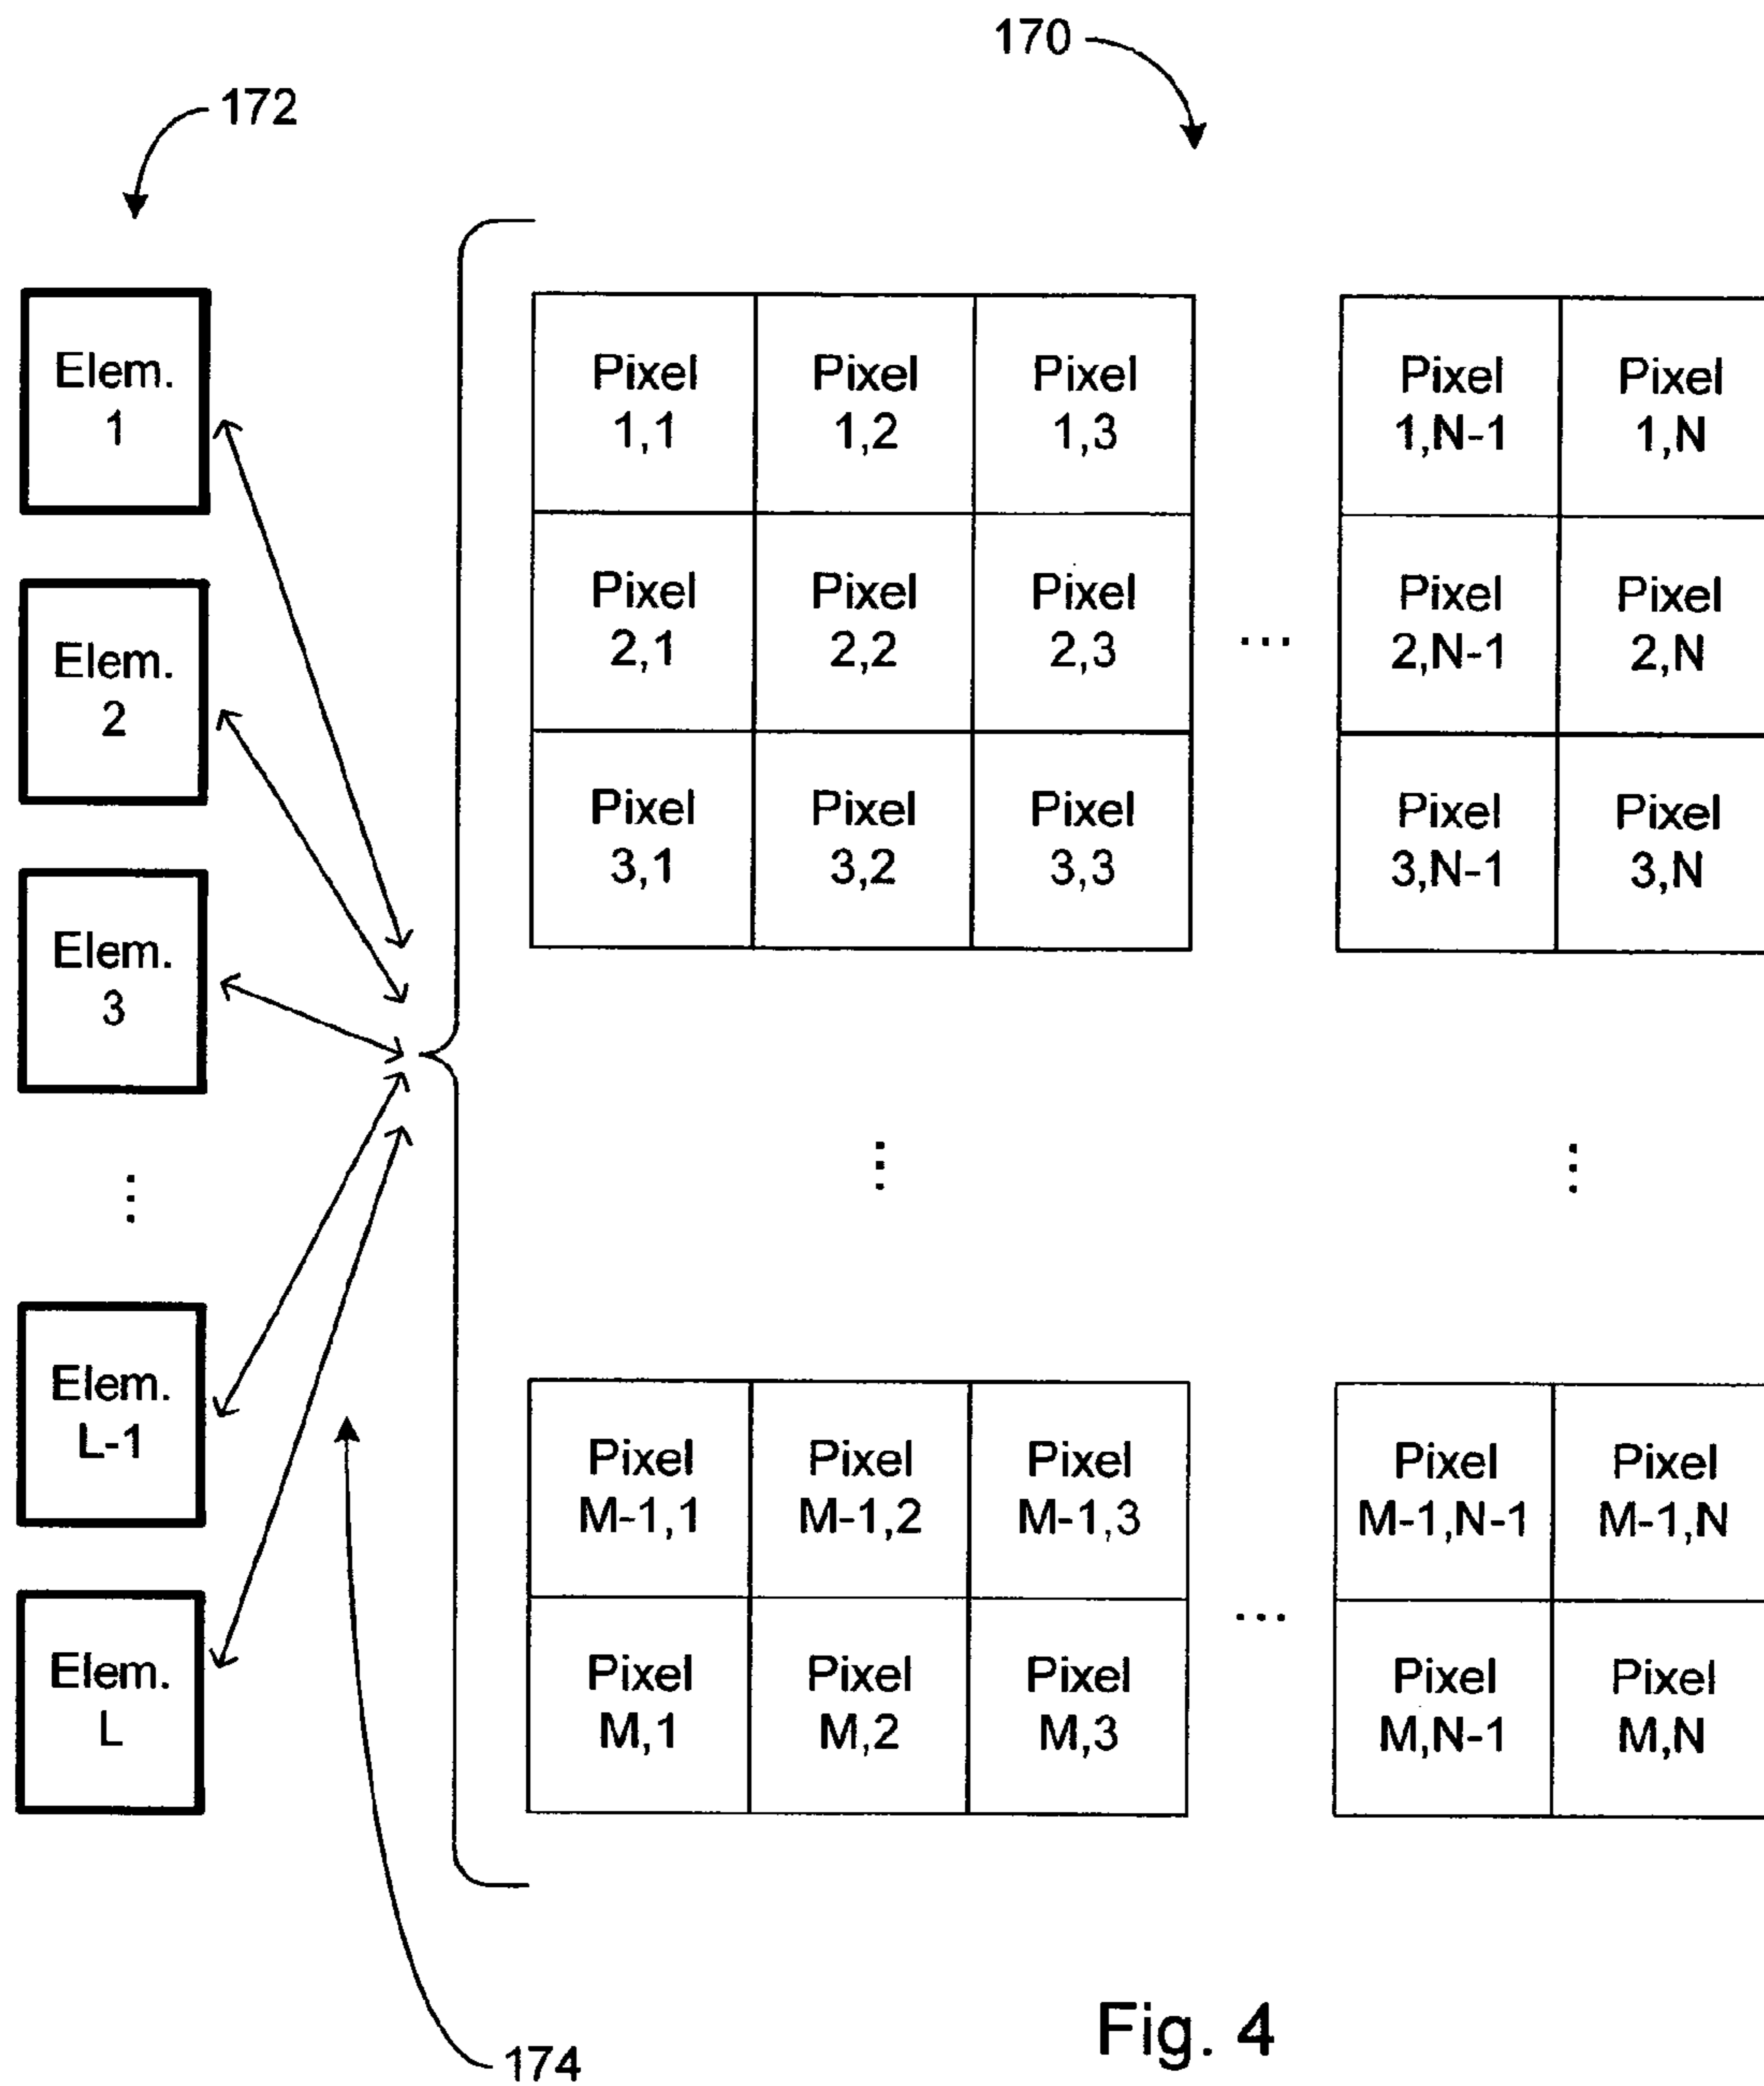 170
172
Elem.
1
Elem.
2
Elem.
3
⋮
Elem.
L-1
Elem.
L
Pixel
1,1
Pixel
1,2
Pixel
1,3
Pixel
1,N-1
Pixel
1,N
Pixel
2,1
Pixel
2,2
Pixel
2,3
...
Pixel
2,N-1
Pixel
2,N
Pixel
3,1
Pixel
3,2
Pixel
3,3
Pixel
3,N-1
Pixel
3,N
⋮
⋮
Pixel
M-1,1
Pixel
M-1,2
Pixel
M-1,3
Pixel
M-1,N-1
Pixel
M-1,N
...
Pixel
M,1
Pixel
M,2
Pixel
M,3
Pixel
M,N-1
Pixel
M,N
174
Fig. 4